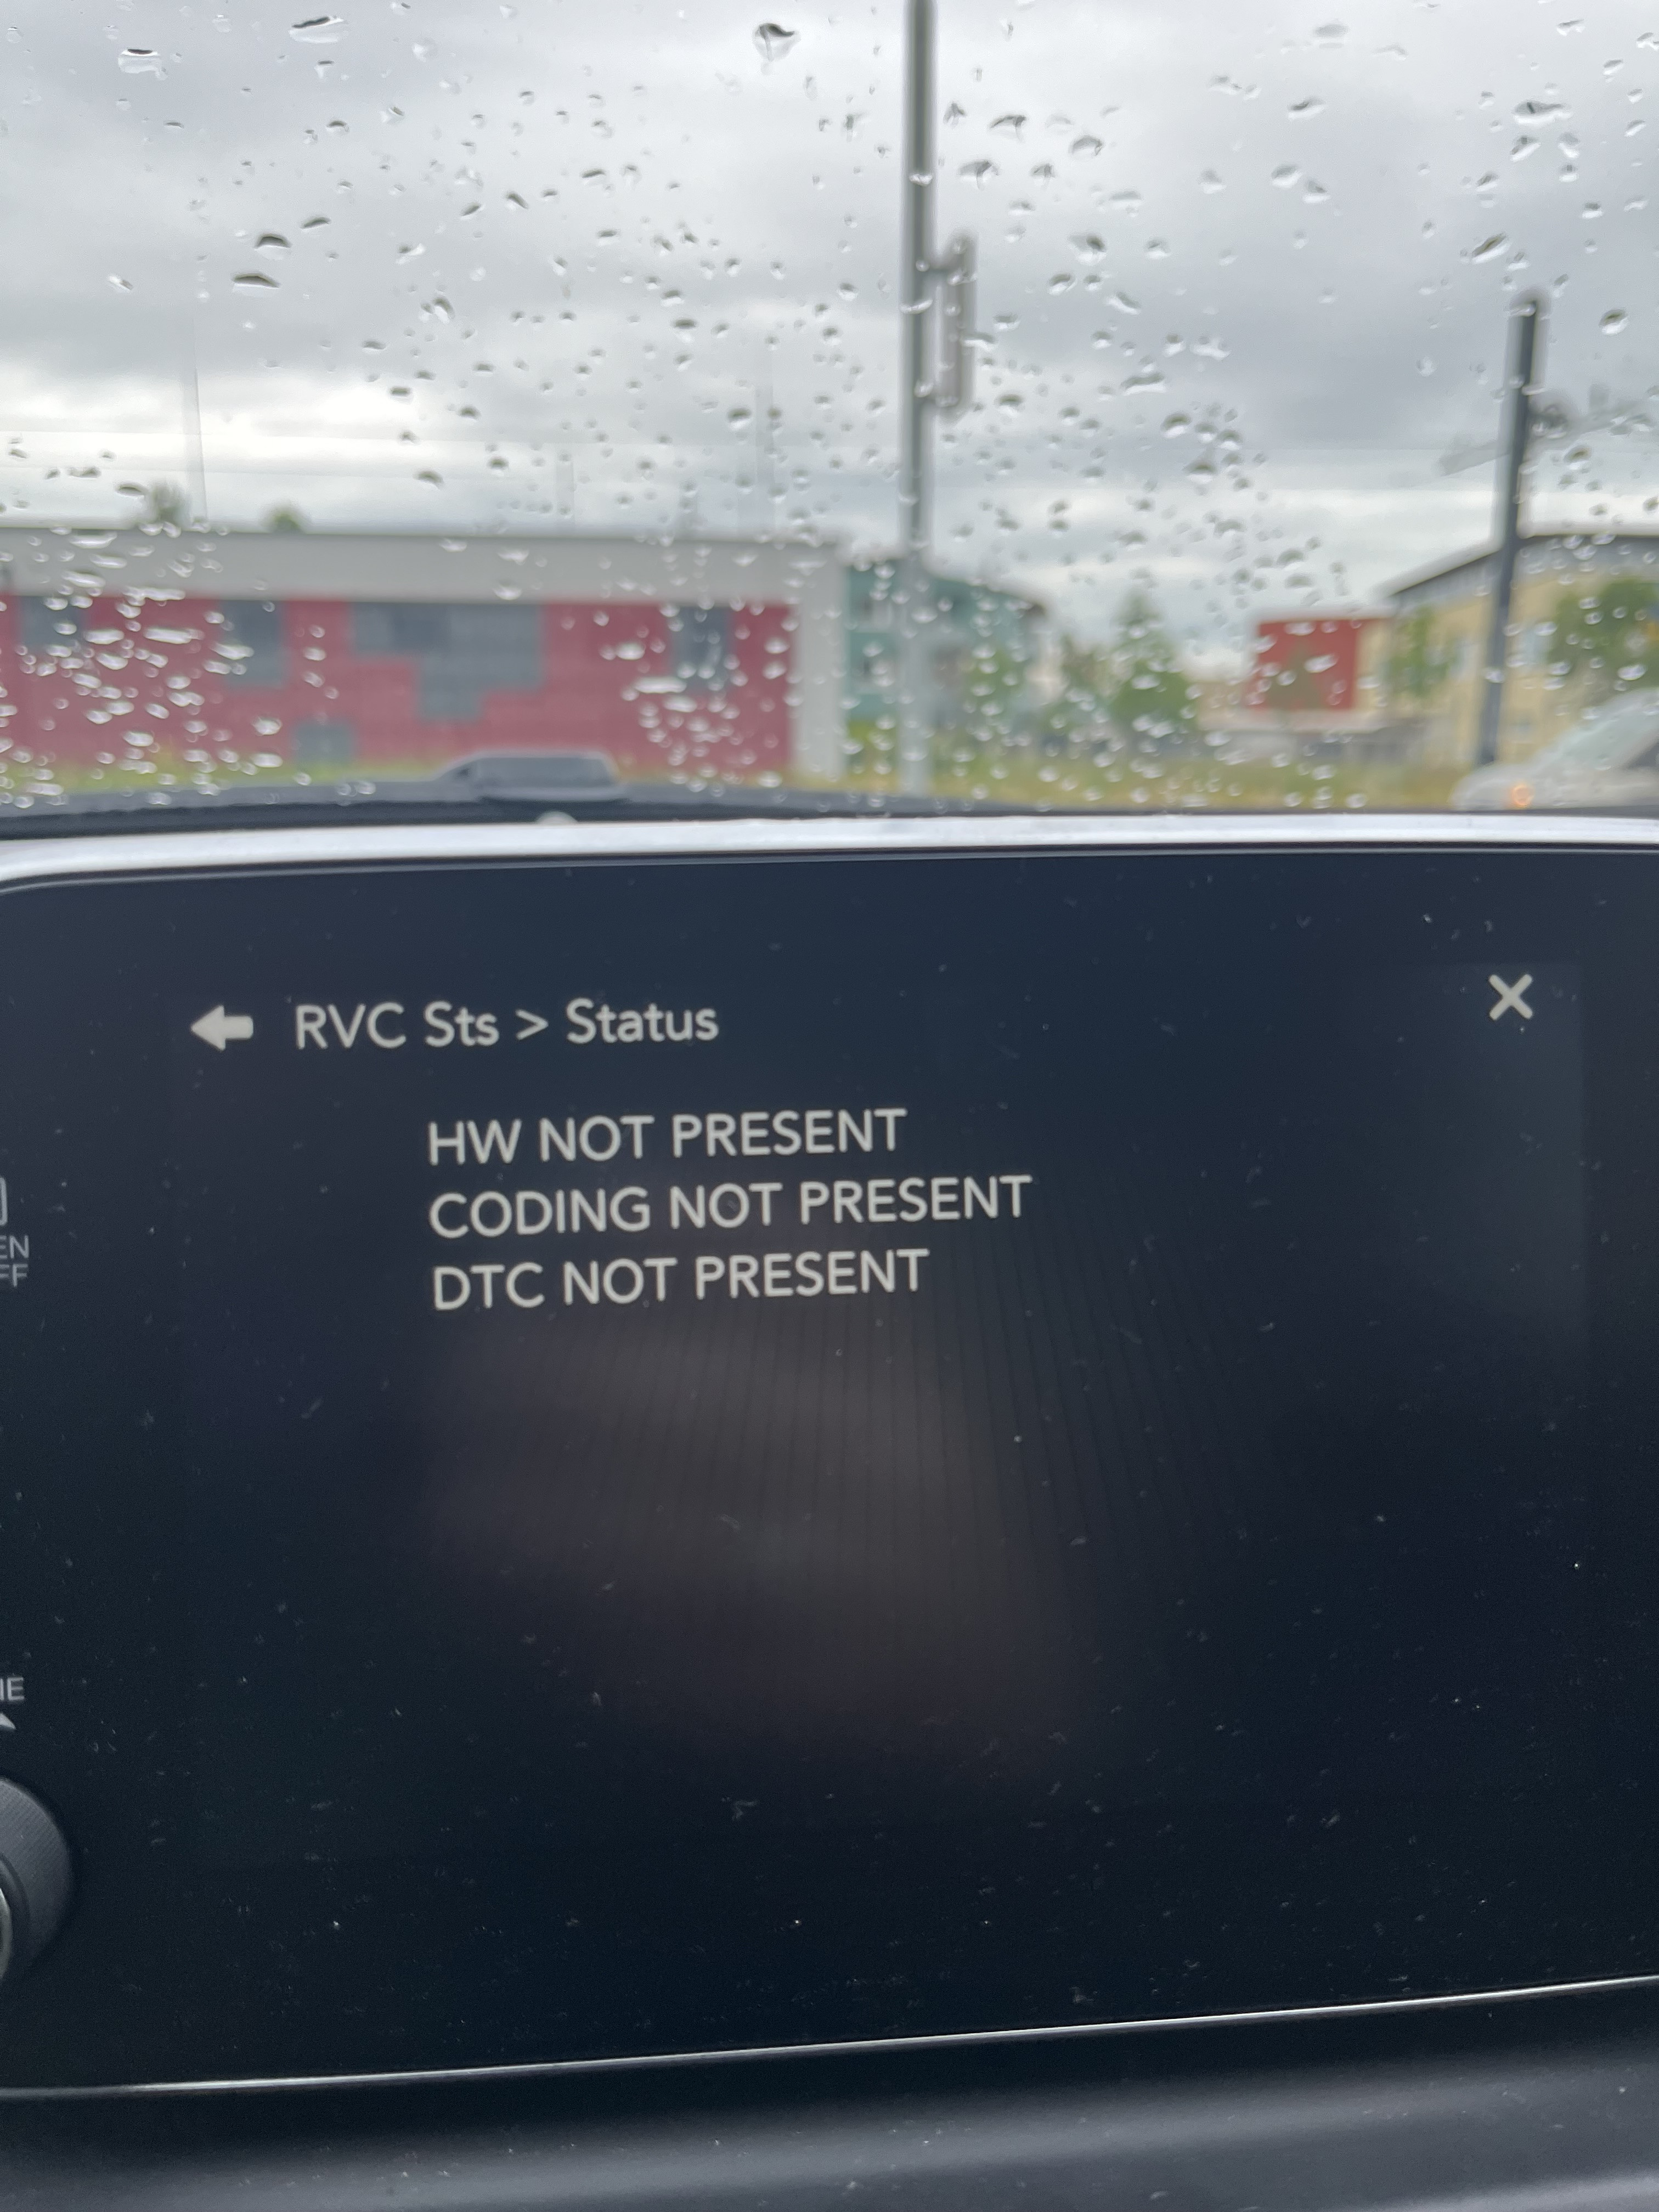 RVC Sts > Status
HW NOT PRESENT
CODING NOT PRESENT
DTC NOT PRESENT